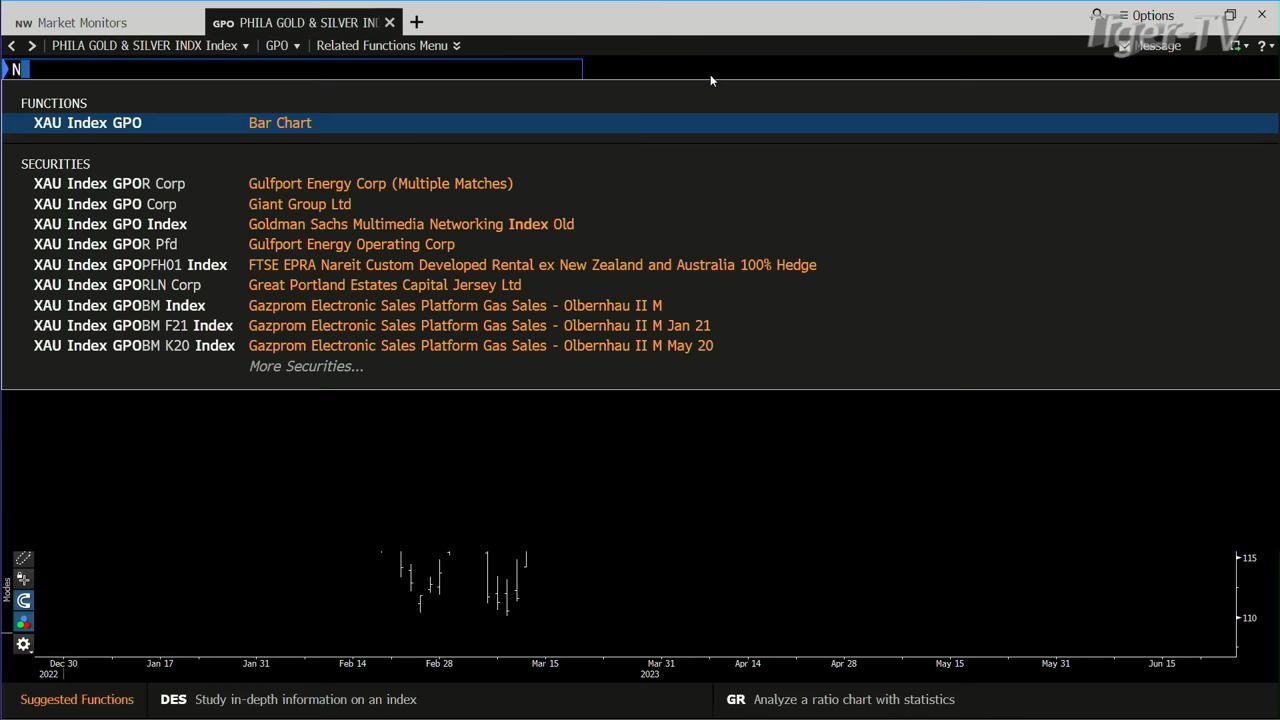 NW Market Monitors
GPO PHILA GOLD & SILVER IND
Options
PHILA GOLD & SILVER INDX Index GPO Related Functions Menu
Message
Tiger-TV
N
FUNCTIONS
XAU Index GPO Bar Chart
SECURITIES
XAU Index GPOR Corp Gulfport Energy Corp (Multiple Matches)
XAU Index GPO Corp Giant Group Ltd
XAU Index GPO Index Goldman Sachs Multimedia Networking Index Old
XAU Index GPOR Pfd Gulfport Energy Operating Corp
XAU Index GPOPFH01 Index FTSE EPRA Nareit Custom Developed Rental ex New Zealand and Australia 100% Hedge
XAU Index GPORLN Corp Great Portland Estates Capital Jersey Ltd
XAU Index GPOBM Index Gazprom Electronic Sales Platform Gas Sales - Olbernhau II M
XAU Index GPOBM F21 Index Gazprom Electronic Sales Platform Gas Sales - Olbernhau II M Jan 21
XAU Index GPOBM K20 Index Gazprom Electronic Sales Platform Gas Sales - Olbernhau II M May 20
More Securities...
115
Modes
110
Dec 30 Jan 17 Jan 31 Feb 14 Feb 28 Mar 15 Mar 31 Apr 14 Apr 28 May 15 May 31 Jun 15
2022 2023
Suggested Functions DES Study in-depth information on an index GR Analyze a ratio chart with statistics